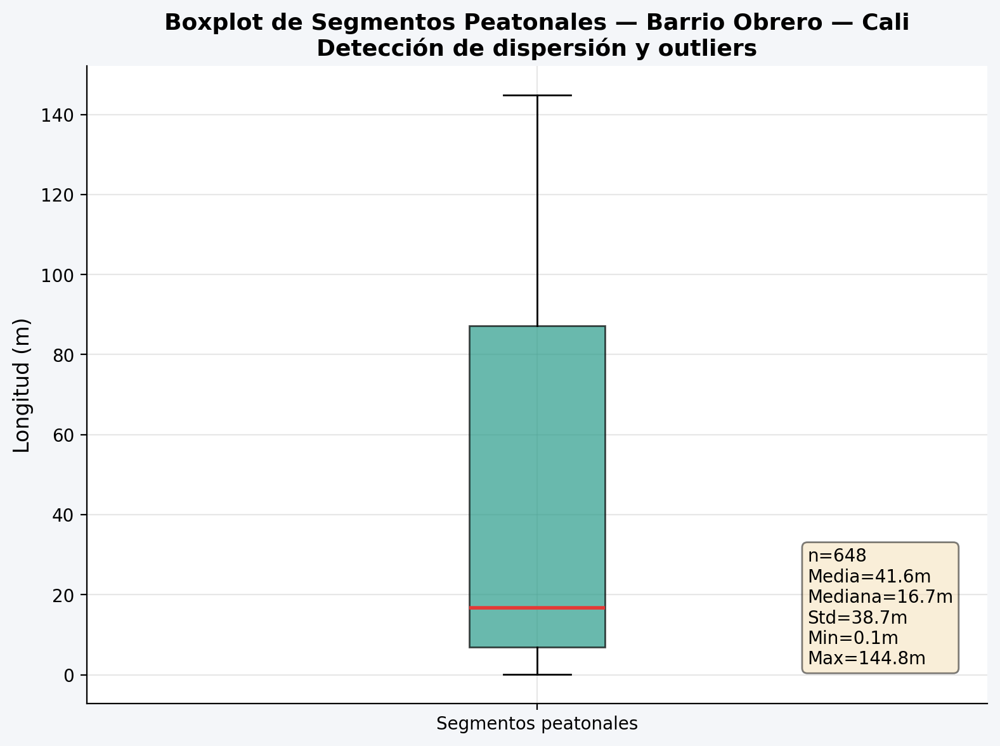 Boxplot de Segmentos Peatonales — Barrio Obrero — Cali
Detección de dispersión y outliers
Longitud (m)
140
120
100
80
60
40
20
0
n=648
Media=41.6m
Mediana=16.7m
Std=38.7m
Min=0.1m
Max=144.8m
Segmentos peatonales